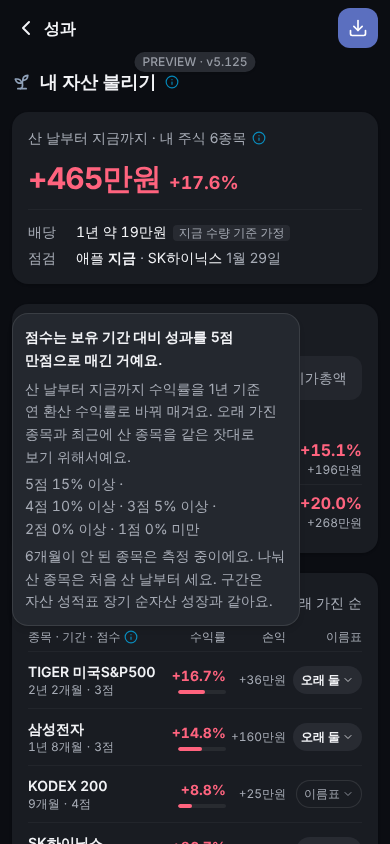 성과
PREVIEW · v5.125
내 자산 불리기
산 날부터 지금까지 · 내 주식 6종목
+465만원 +17.6%
배당 1년 약 19만원 지금 수량 기준 가정
점검 애플 지금 · SK하이닉스 1월 29일
점수는 보유 기간 대비 성과를 5점
만점으로 매긴 거예요.
산 날부터 지금까지 수익률을 1년 기준
연 환산 수익률로 바꿔 매겨요. 오래 가진
종목과 최근에 산 종목을 같은 잣대로
보기 위해서예요.
5점 15% 이상 ·
4점 10% 이상 · 3점 5% 이상 ·
2점 0% 이상 · 1점 0% 미만
6개월이 안 된 종목은 측정 중이에요. 나눠
산 종목은 처음 산 날부터 세요. 구간은
자산 성적표 장기 순자산 성장과 같아요.
가총액
+15.1%
+196만원
+20.0%
+268만원
래 가진 순
종목 · 기간 · 점수 수익률 손익 이름표
TIGER 미국S&P500 +16.7% +36만원 오래 둘
2년 2개월 · 3점
삼성전자 +14.8% +160만원 오래 둘
1년 8개월 · 3점
KODEX 200 +8.8% +25만원 이름표
9개월 · 4점
SK하이닉스